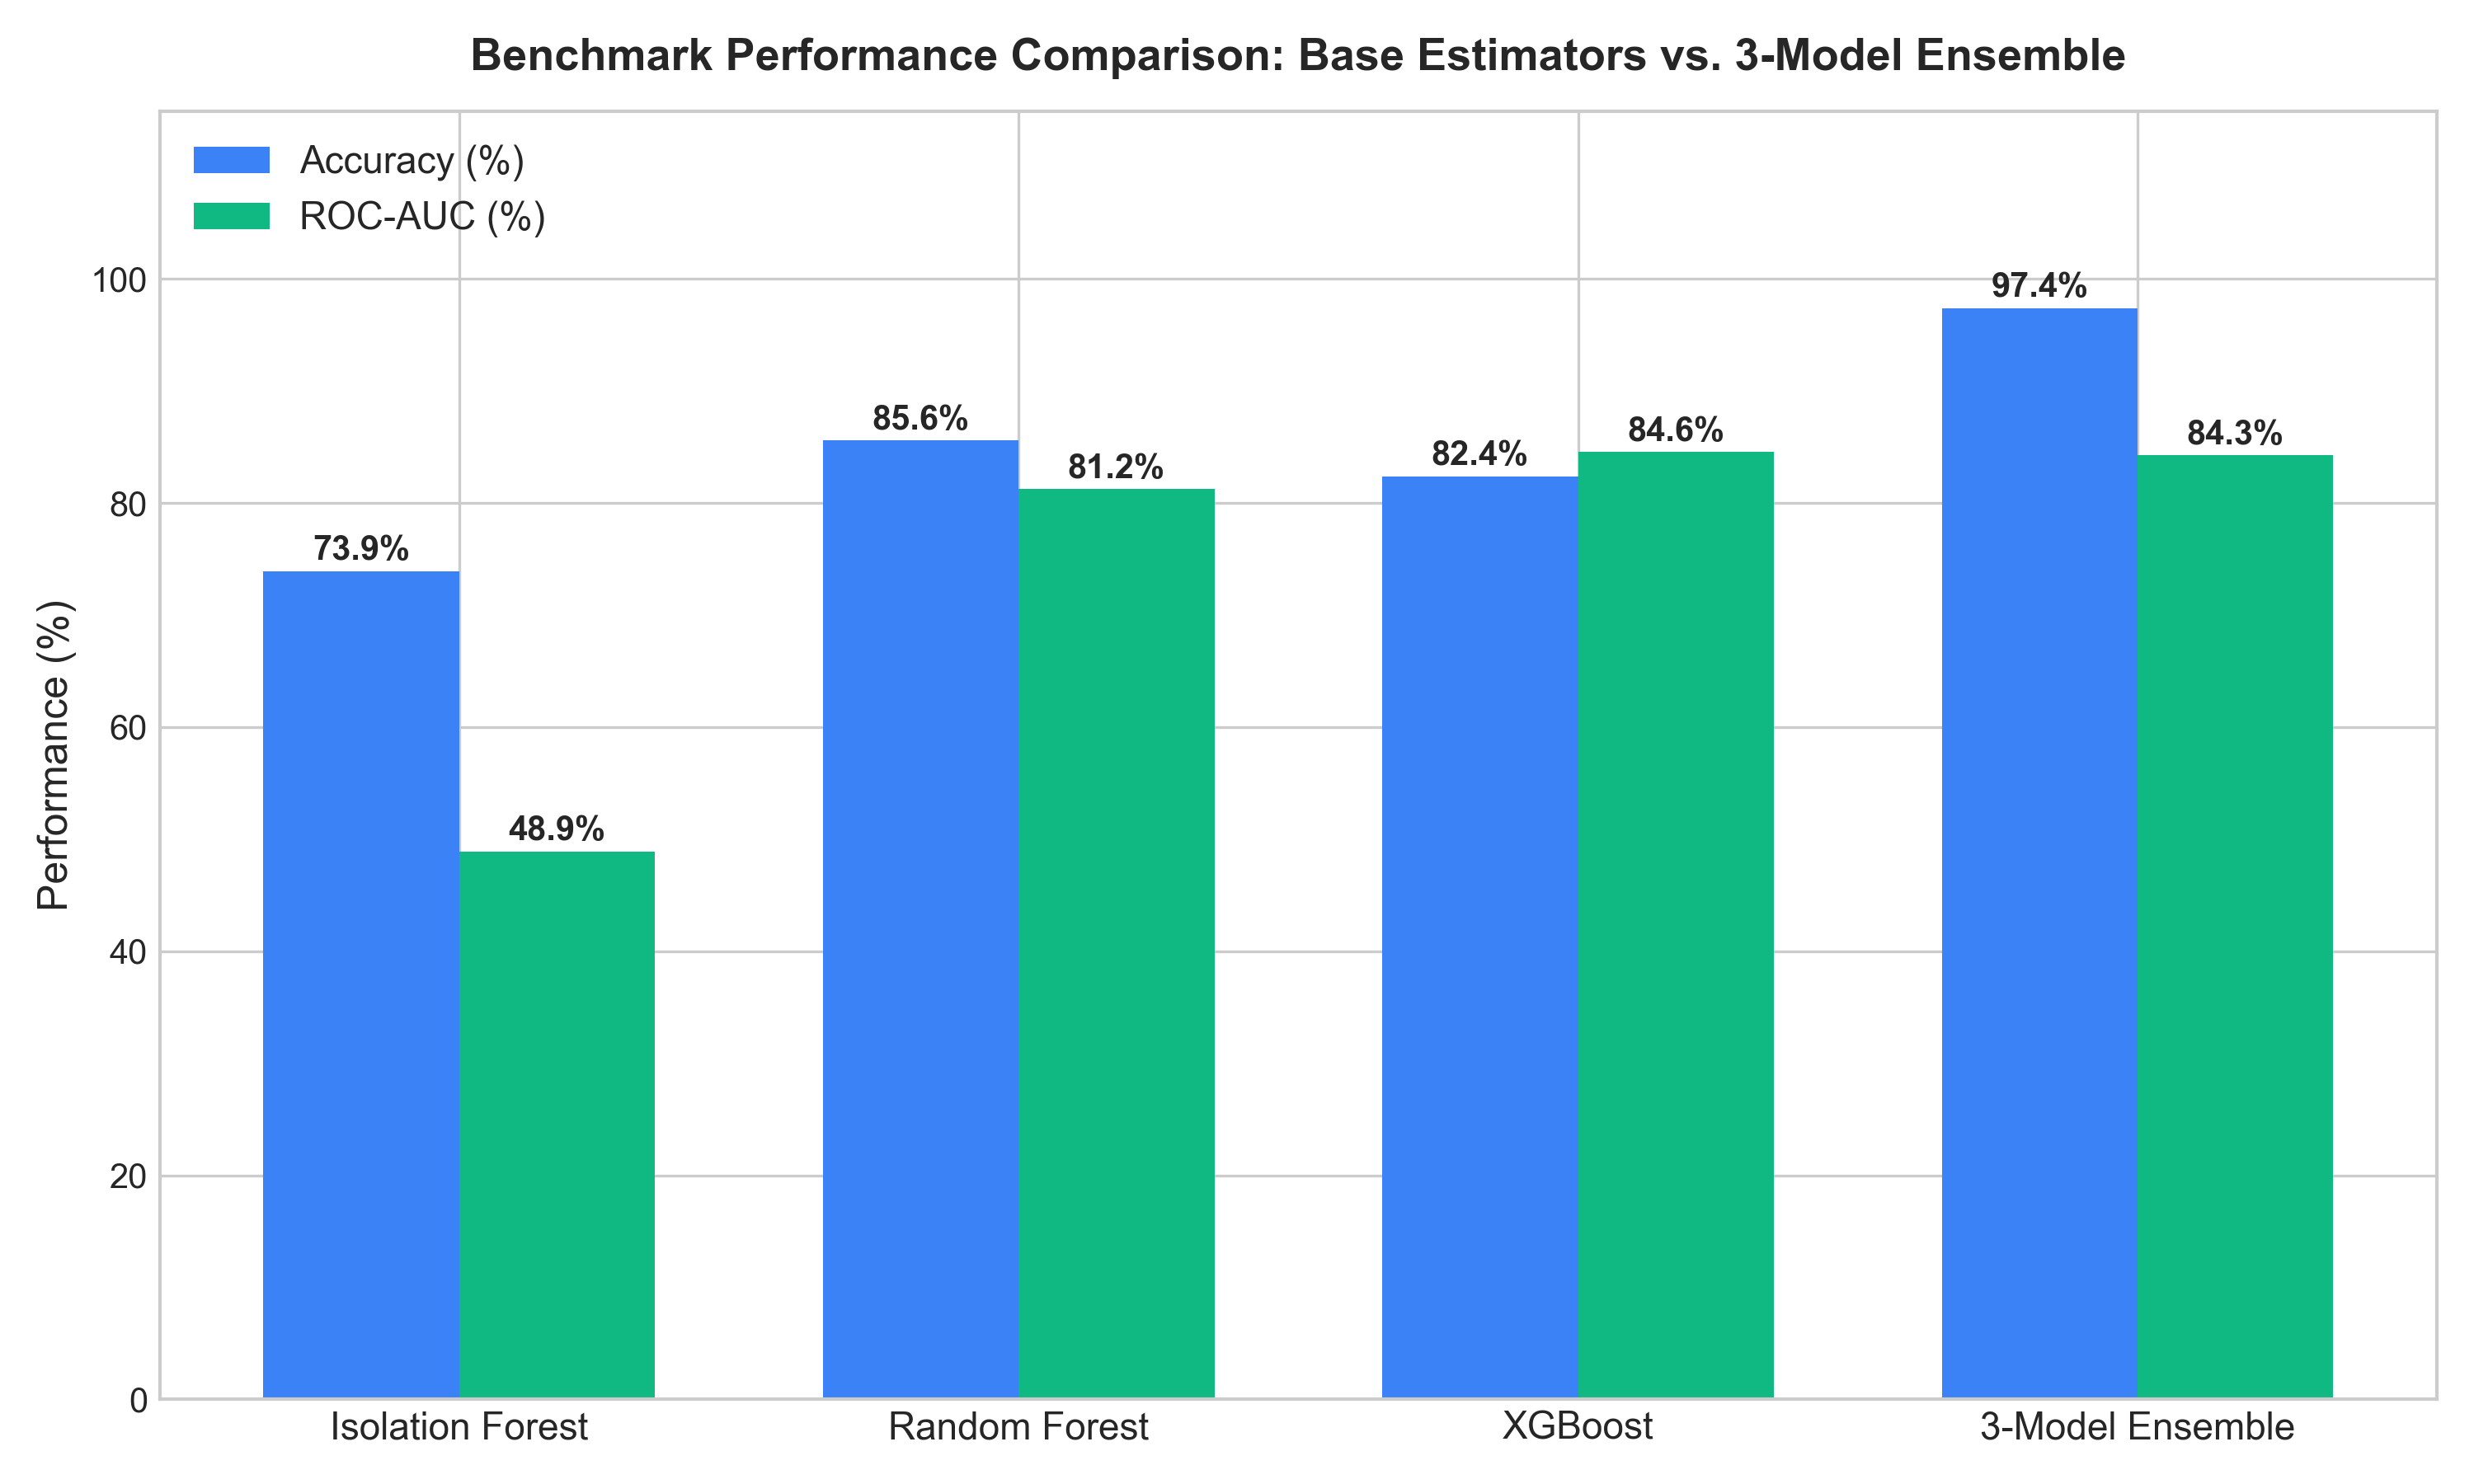 Benchmark Performance Comparison: Base Estimators vs. 3-Model Ensemble
Accuracy (%)
ROC-AUC (%)
Performance (%)
100
80
60
40
20
0
73.9%
48.9%
85.6%
81.2%
82.4%
84.6%
97.4%
84.3%
Isolation Forest
Random Forest
XGBoost
3-Model Ensemble